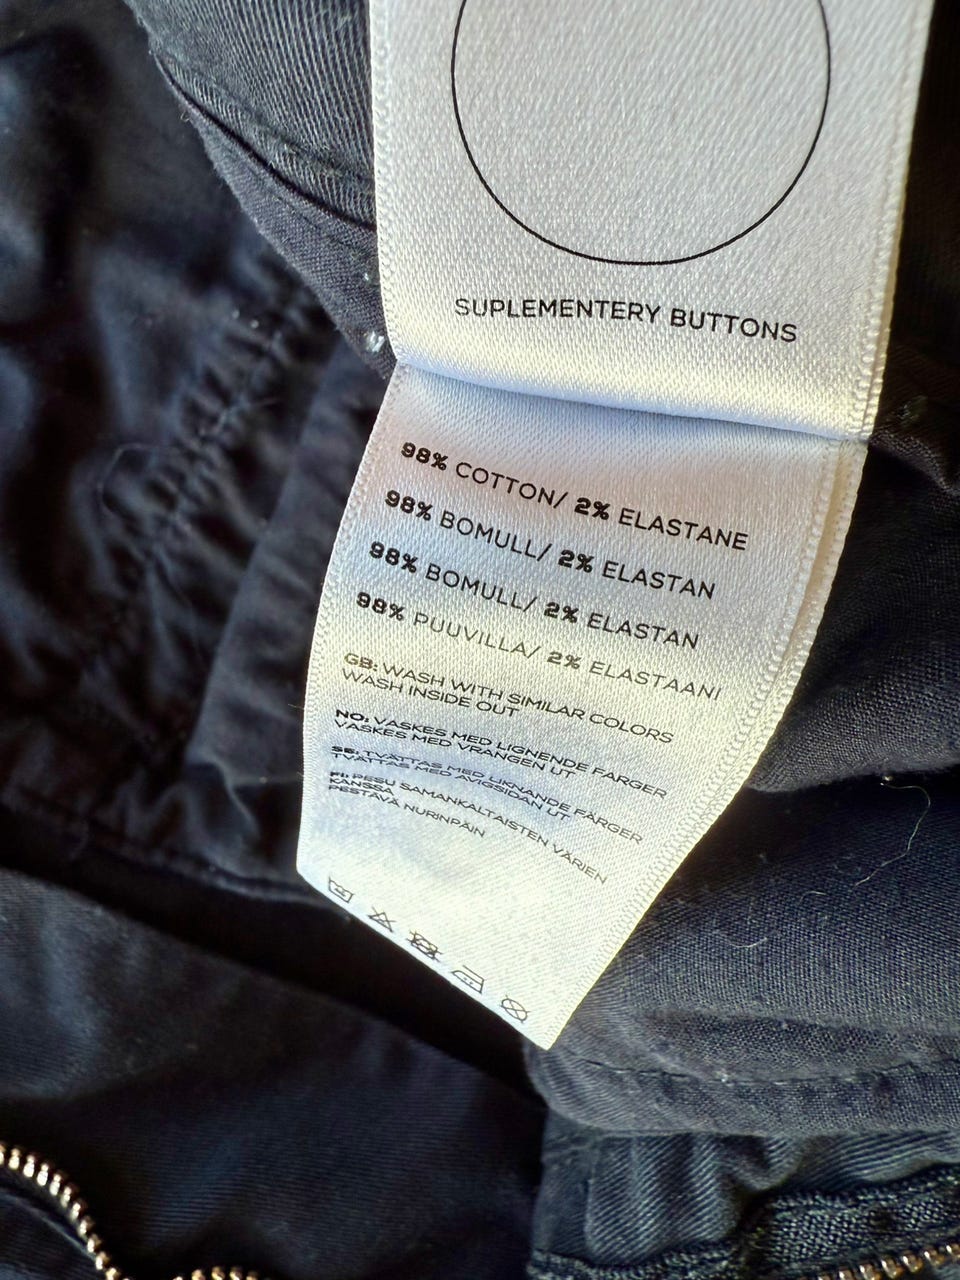 SUPLEMENTERY BUTTONS
98% COTTON/ 2% ELASTANE
98% BOMULL/ 2% ELASTAN
98% BOMULL/ 2% ELASTAN
98% PUUVILLA/ 2% ELASTAANI
GB: WASH WITH SIMILAR COLORS
WASH INSIDE OUT
NO: VASKES MED LIGNENDE FARGER
VASKES MED VRANGEN UT
SE: TVÄTTAS MED LIKNANDE FÄRGER
TVÄTTAS MED AVIGSIDAN UT
FI: PESU SAMANKALTAISTEN VÄRIEN
KANSSA
PESTÄVÄ NURINPÄIN